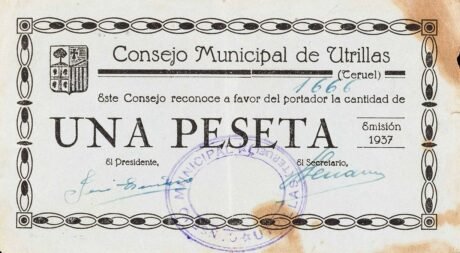 Consejo Municipal de Utrillas
(Teruel)
1666
Este Consejo reconoce a favor del portador la cantidad de
UNA PESETA
Emisión
1937
El Presidente,
El Secretario,
MUNICIPAL